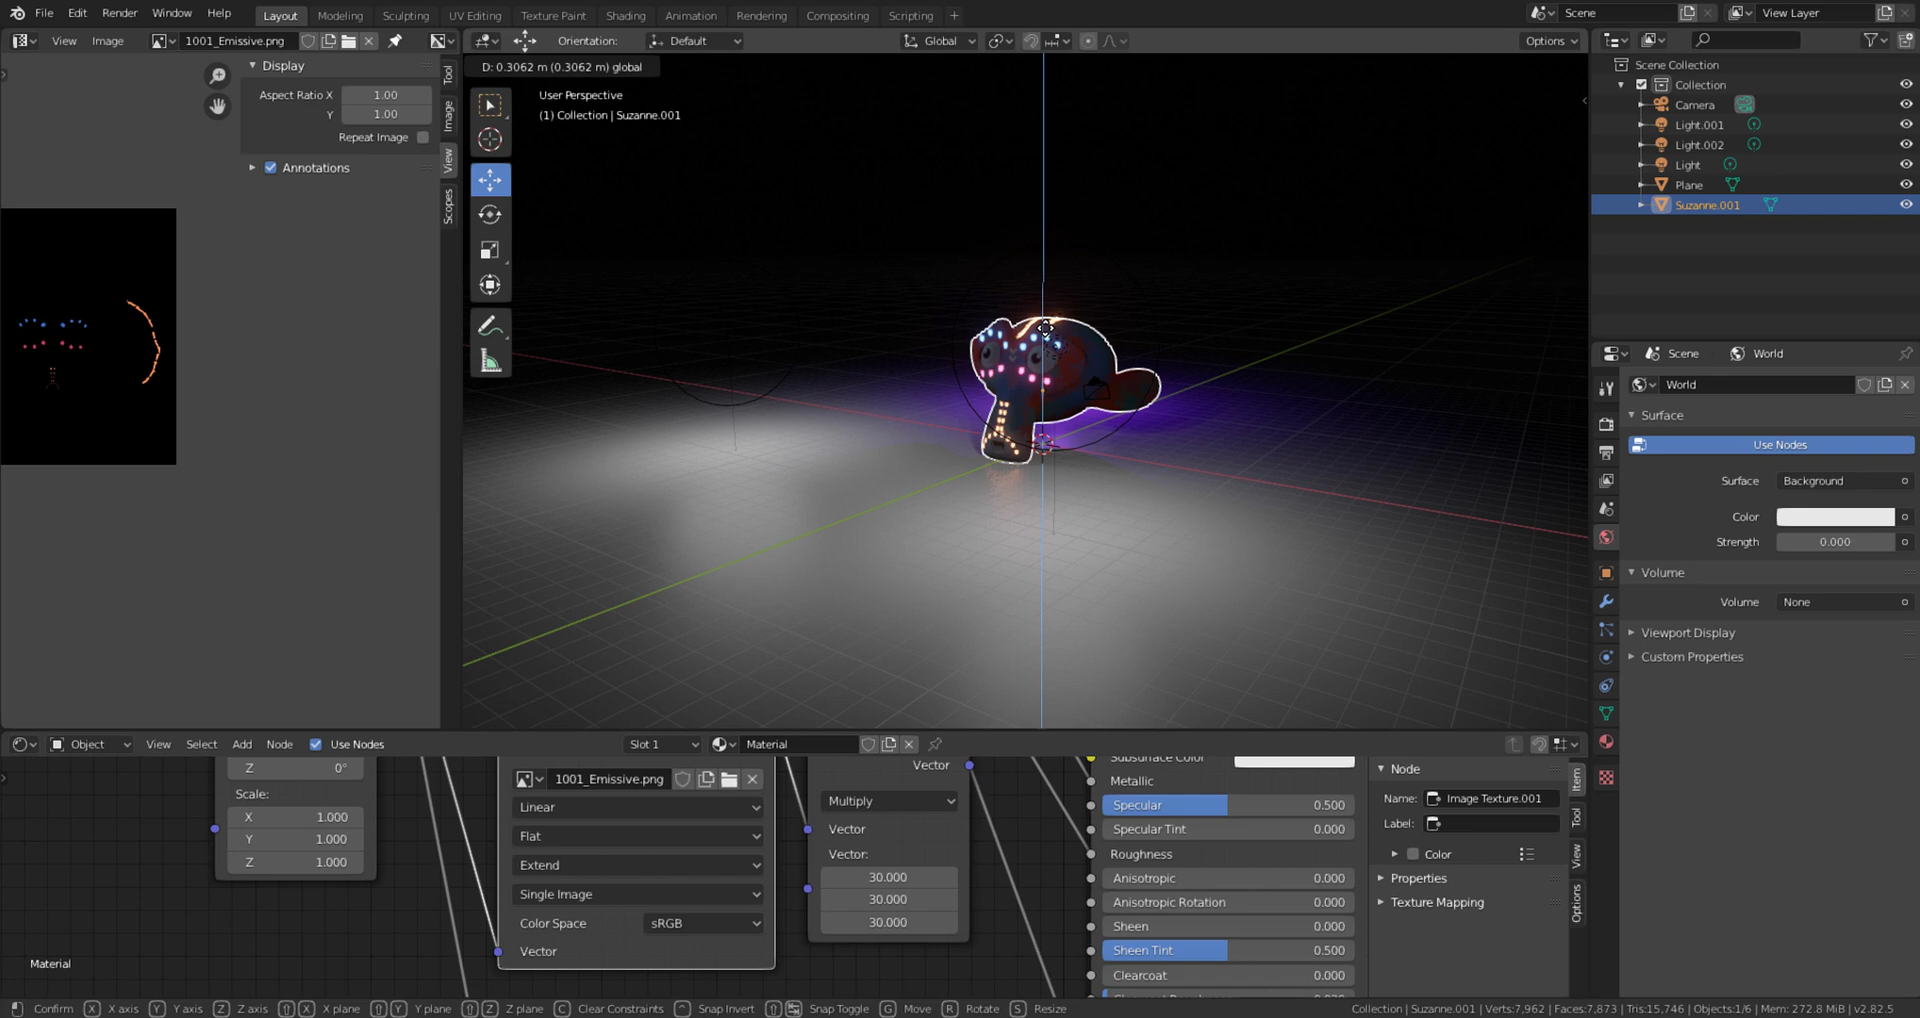 File Edit Render Window Help Layout Modeling Sculpting UV Editing Texture Paint Shading Animation Rendering Compositing Scripting + Scene View Layer
View Image 1001_Emissive.png Orientation: Default Global Options
D: 0.3062 m (0.3062 m) global
Display
Aspect Ratio X 1.00
Y 1.00
Repeat Image
Annotations
Tool
Image
View
Scopes
User Perspective
(1) Collection | Suzanne.001
Scene Collection
Collection
Camera
Light.001
Light.002
Light
Plane
Suzanne.001
Scene World
World
Surface
Use Nodes
Surface Background
Color
Strength 0.000
Volume
Volume None
Viewport Display
Custom Properties
Object View Select Add Node Use Nodes Slot 1 Material
Z 0°
Scale:
X 1.000
Y 1.000
Z 1.000
1001_Emissive.png
Linear
Flat
Extend
Single Image
Color Space sRGB
Vector
Vector
Multiply
Vector
Vector:
30.000
30.000
30.000
Subsurface Color
Metallic
Specular 0.500
Specular Tint 0.000
Roughness
Anisotropic 0.000
Anisotropic Rotation 0.000
Sheen 0.000
Sheen Tint 0.500
Clearcoat 0.000
Node
Name: Image Texture.001
Label:
Color
Properties
Texture Mapping
Item
Tool
View
Options
Material
Confirm X X axis Y Y axis Z Z axis X X plane Y Y plane Z Z plane C Clear Constraints Snap Invert Snap Toggle G Move R Rotate S Resize Collection | Suzanne.001 | Verts:7,962 | Faces:7,873 | Tris:15,746 | Objects:1/6 | Mem: 272.8 MiB | v2.82.5